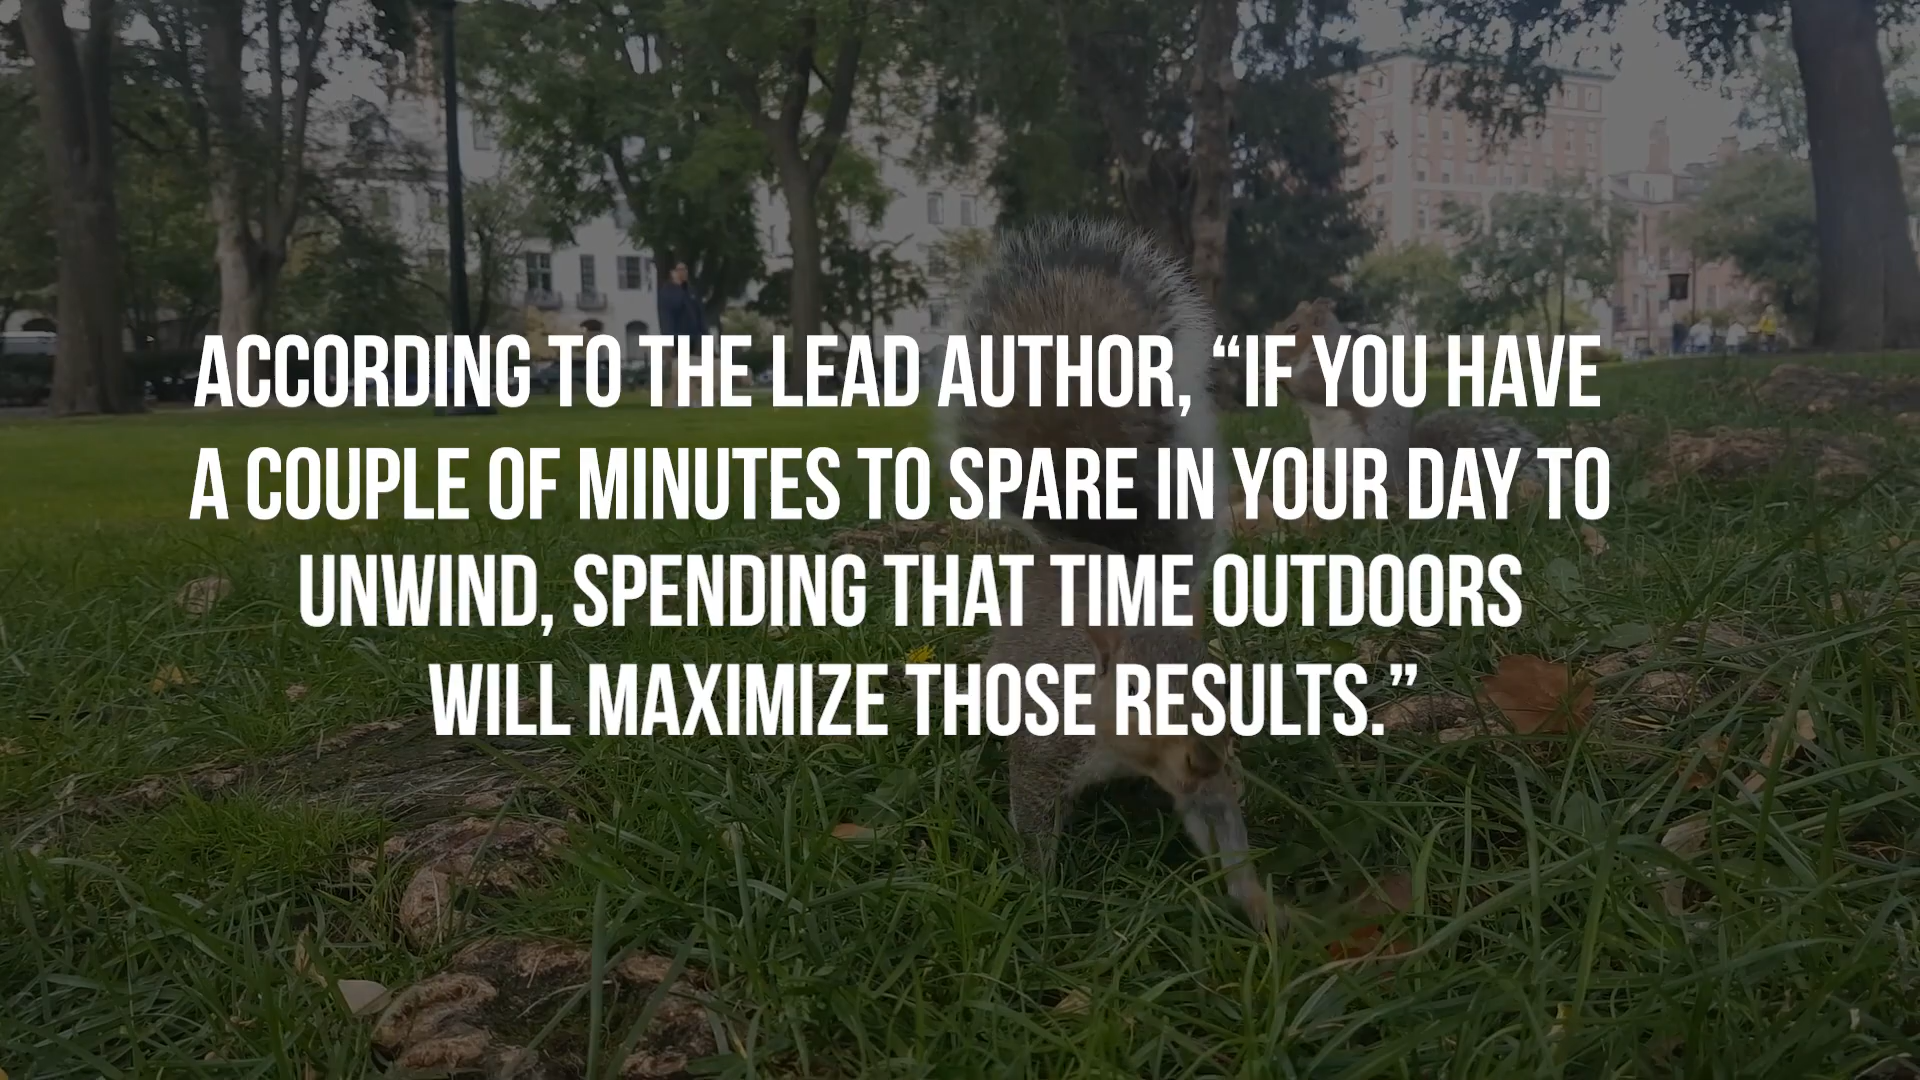 ACCORDING TO THE LEAD AUTHOR, “IF YOU HAVE
A COUPLE OF MINUTES TO SPARE IN YOUR DAY TO
UNWIND, SPENDING THAT TIME OUTDOORS
WILL MAXIMIZE THOSE RESULTS.”